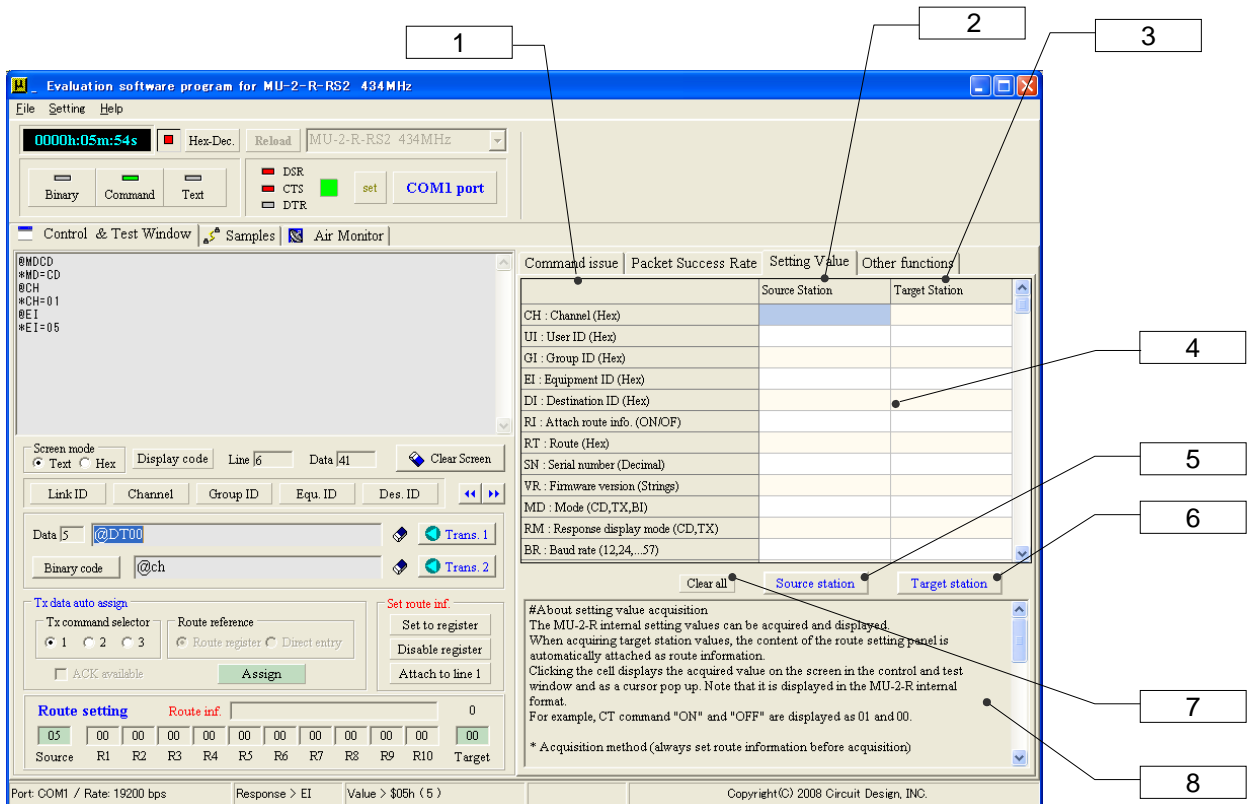 1
2
3
Evaluation software program for MU-2-R-RS2 434MHz
File Setting Help
0000h:05m:54s
Hex-Dec.
Reload
MU-2-R-RS2 434MHz
Binary
Command
Text
DSR
CTS
DTR
set
COM1 port
Control & Test Window
Samples
Air Monitor
@MDCD
*MD=CD
@CH
*CH=01
@EI
*EI=05
Screen mode
Text Hex
Display code
Line 6
Data 41
Clear Screen
Link ID
Channel
Group ID
Equ. ID
Des. ID
Data 5
@DT00
Trans. 1
Binary code
@ch
Trans. 2
Tx data auto assign
Tx command selector
1 2 3
Route reference
Route register Direct entry
ACK available
Assign
Set route inf.
Set to register
Disable register
Attach to line 1
Route setting
Route inf.
0
05 00 00 00 00 00 00 00 00 00 00 00
Source R1 R2 R3 R4 R5 R6 R7 R8 R9 R10 Target
Command issue
Packet Success Rate
Setting Value
Other functions
Source Station
Target Station
CH : Channel (Hex)
UI : User ID (Hex)
GI : Group ID (Hex)
EI : Equipment ID (Hex)
DI : Destination ID (Hex)
RI : Attach route info. (ON/OF)
RT : Route (Hex)
SN : Serial number (Decimal)
VR : Firmware version (Strings)
MD : Mode (CD,TX,BI)
RM : Response display mode (CD,TX)
BR : Baud rate (12,24,...57)
Clear all
Source station
Target station
#About setting value acquisition
The MU-2-R internal setting values can be acquired and displayed.
When acquiring target station values, the content of the route setting panel is
automatically attached as route information.
Clicking the cell displays the acquired value on the screen in the control and test
window and as a cursor pop up. Note that it is displayed in the MU-2-R internal
format.
For example, CT command "ON" and "OFF" are displayed as 01 and 00.
* Acquisition method (always set route information before acquisition)
4
5
6
7
8
Port: COM1 / Rate: 19200 bps
Response > EI
Value > $05h ( 5 )
Copyright(C) 2008 Circuit Design, INC.